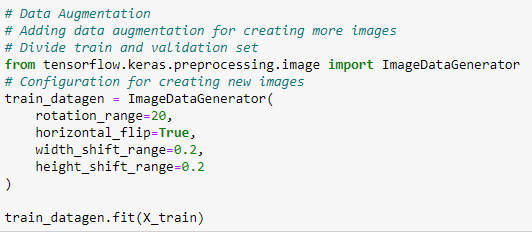 # Data Augmentation
# Adding data augmentation for creating more images
# Divide train and validation set
from tensorflow.keras.preprocessing.image import ImageDataGenerator
# Configuration for creating new images
train_datagen = ImageDataGenerator(
    rotation_range=20,
    horizontal_flip=True,
    width_shift_range=0.2,
    height_shift_range=0.2
)

train_datagen.fit(X_train)